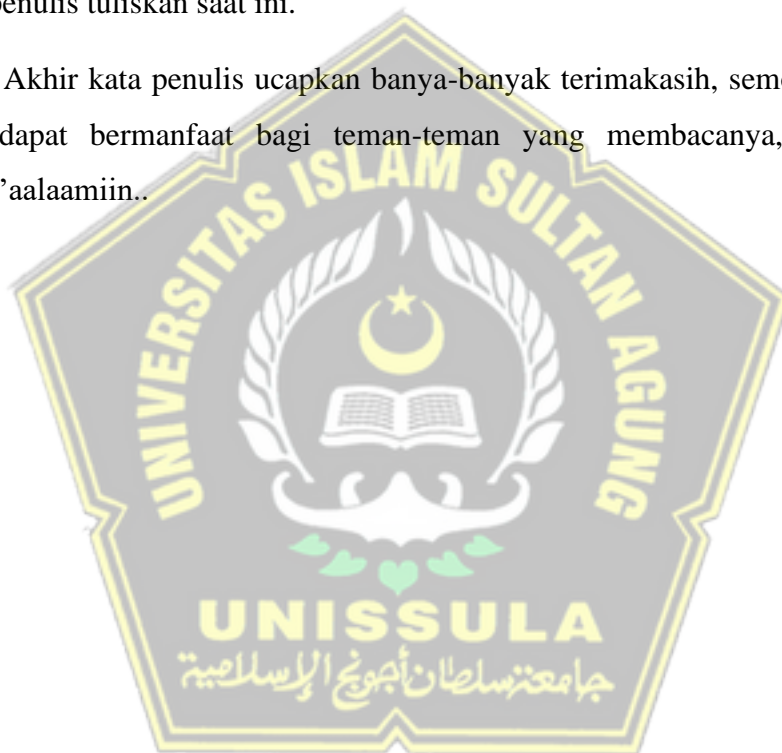 penulis tuliskan saat ini.
Akhir kata penulis ucapkan banya-banyak terimakasih,
dapat bermanfaat bagi teman-teman yang membacanya,
'aalaamiin..
UNIVERSITAS ISLAM SULTAN AGUNG
UNISSULA
جامعة سلطان أجونج الإسلامية